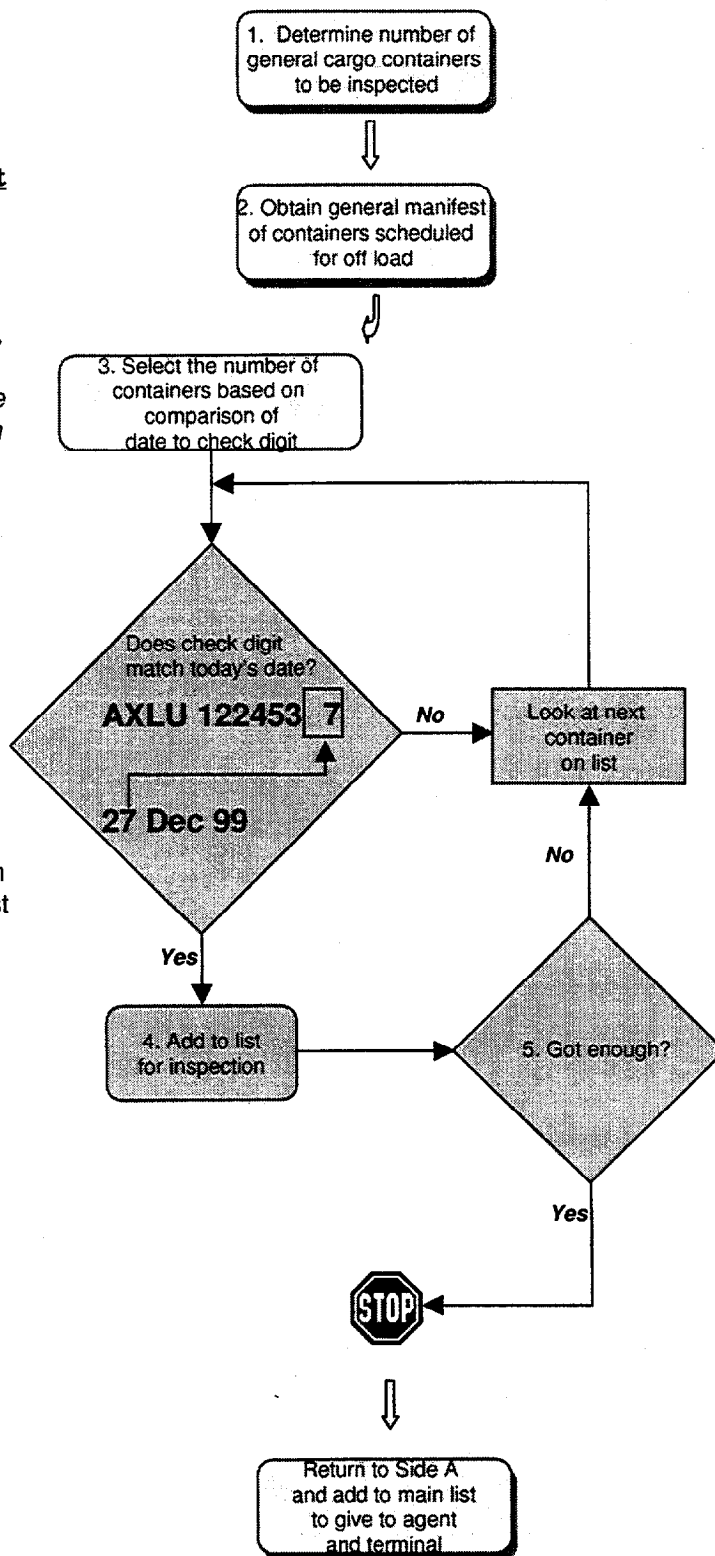 1. Determine number of
general cargo containers
to be inspected
2. Obtain general manifest
of containers scheduled
for off load
3. Select the number of
containers based on
comparison of
date to check digit
Does check digit
match today's date?
AXLU 122453 7
27 Dec 99
No
Look at next
container
on list
No
Yes
4. Add to list
for inspection
5. Got enough?
Yes
STOP
Return to Side A
and add to main list
to give to agent
and terminal